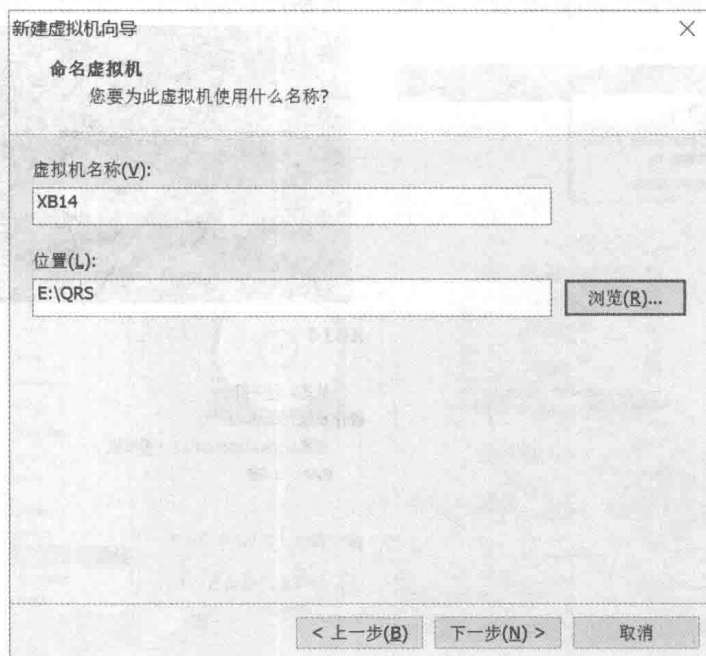 新建虚拟机向导
命名虚拟机
您要为此虚拟机使用什么名称?
虚拟机名称(V):
XB14
位置(L):
E:\QRS
浏览(R)...
XB14
< 上一步(B)
下一步(N) >
取消